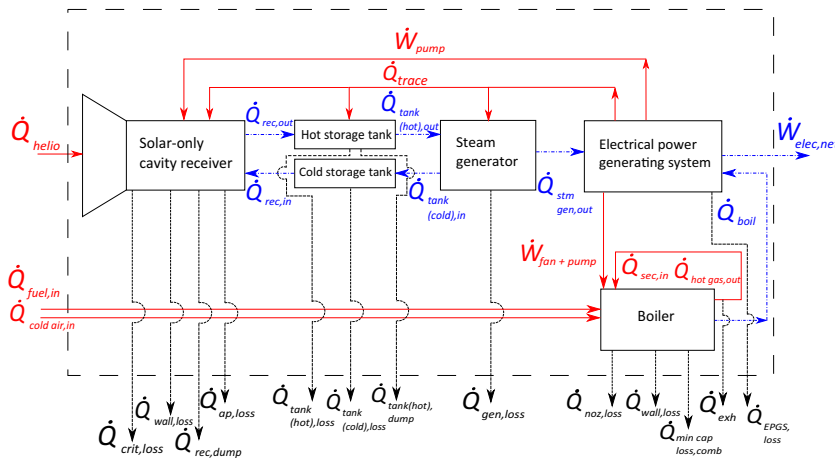 Ẇpump
Q̇trace
Q̇helio
Q̇rec,out
Q̇tank (hot),out
Ẇelec,ne
Solar-only
cavity receiver
Hot storage tank
Cold storage tank
Steam
generator
Electrical power
generating system
Q̇rec,in
Q̇tank (cold),in
Q̇stm gen,out
Q̇boil
Ẇfan + pump
Q̇sec,in
Q̇hot gas,out
Q̇fuel,in
Q̇cold air,in
Boiler
Q̇crit,loss
Q̇wall,loss
Q̇rec,dump
Q̇ap,loss
Q̇tank (hot),loss
Q̇tank (cold),loss
Q̇tank(hot), dump
Q̇gen,loss
Q̇noz,loss
Q̇wall,loss
Q̇min cap loss,comb
Q̇exh
Q̇EPGS, loss